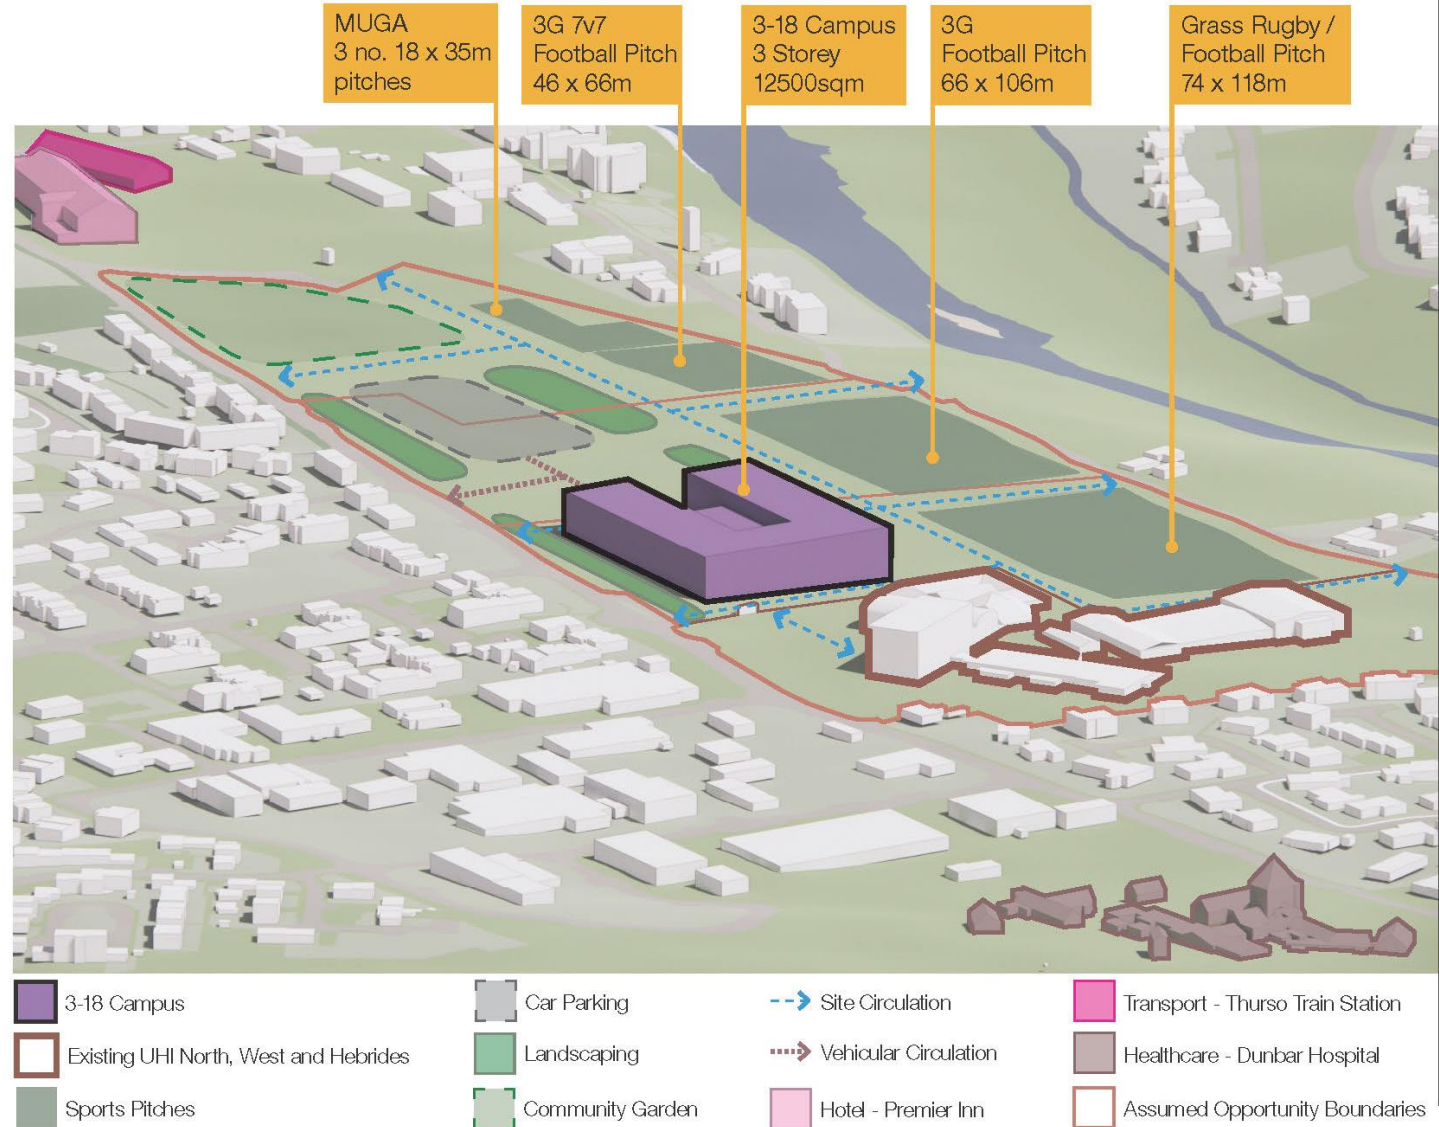 MUGA
3 no. 18 x 35m
pitches
3G 7v7
Football Pitch
46 x 66m
3-18 Campus
3 Storey
12500sqm
3G
Football Pitch
66 x 106m
Grass Rugby /
Football Pitch
74 x 118m
3-18 Campus
Car Parking
Site Circulation
Transport - Thurso Train Station
Existing UHI North, West and Hebrides
Landscaping
Vehicular Circulation
Healthcare - Dunbar Hospital
Sports Pitches
Community Garden
Hotel - Premier Inn
Assumed Opportunity Boundaries